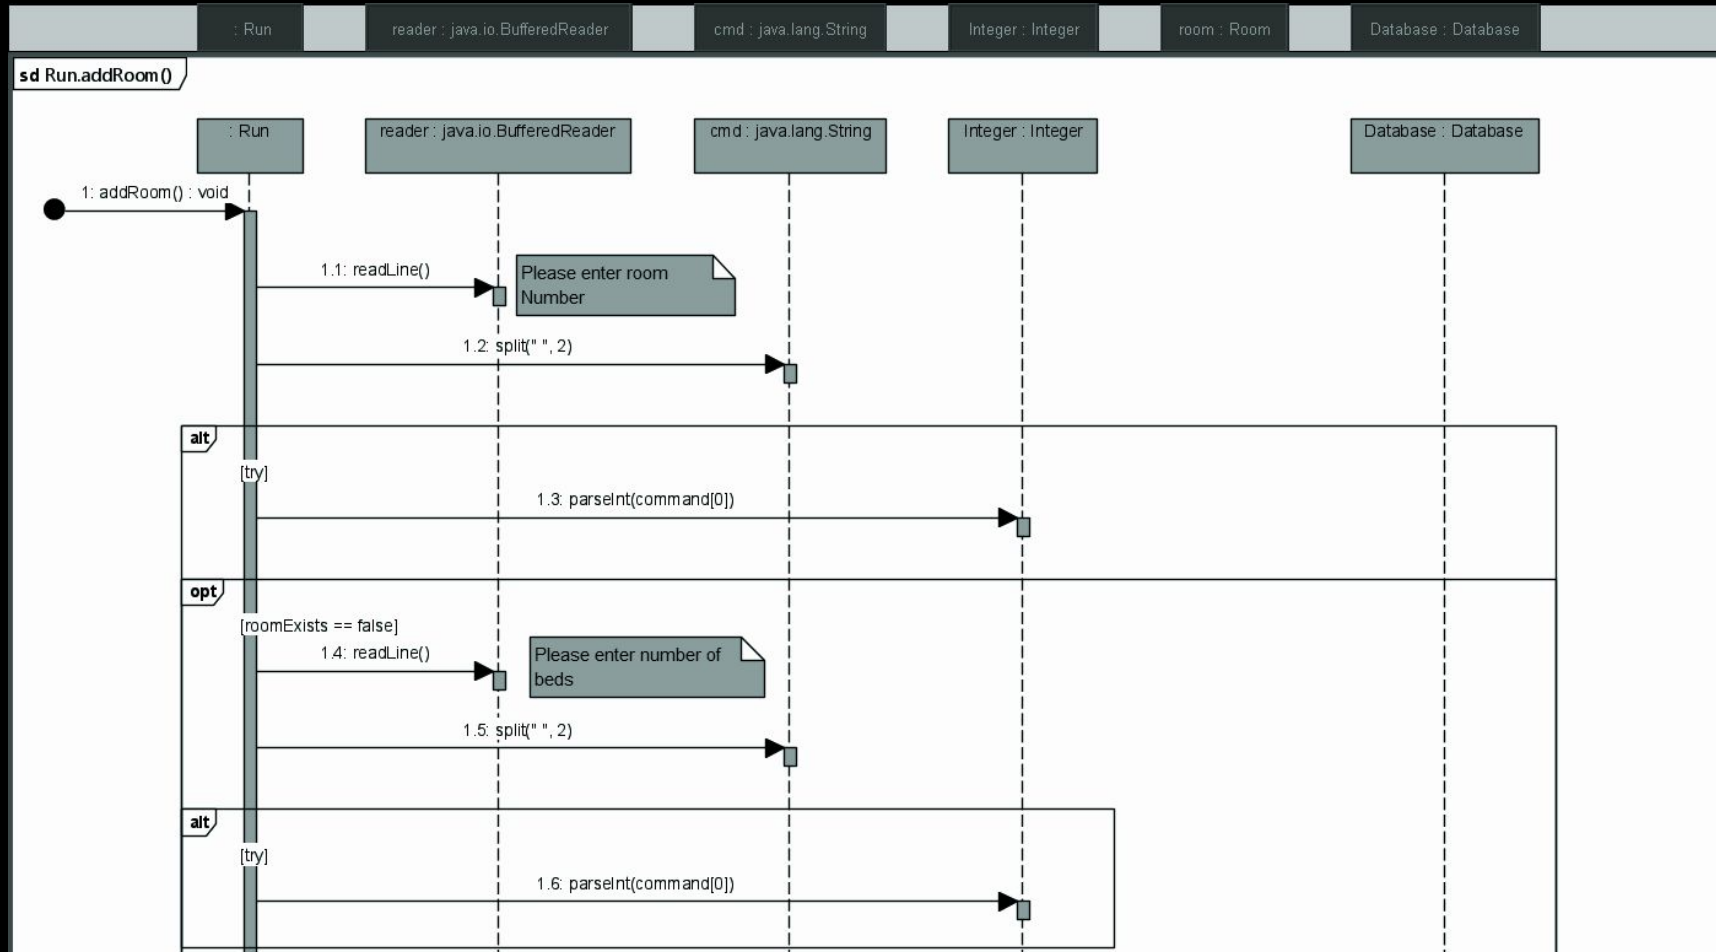 : Run
reader : java.io.BufferedReader
cmd : java.lang.String
Integer : Integer
room : Room
Database : Database
sd Run.addRoom()
: Run
reader : java.io.BufferedReader
cmd : java.lang.String
Integer : Integer
Database : Database
1: addRoom() : void
1.1: readLine()
Please enter room
Number
1.2: split(" ", 2)
alt
[try]
1.3: parseInt(command[0])
opt
[roomExists == false]
1.4: readLine()
Please enter number of
beds
1.5: split(" ", 2)
alt
[try]
1.6: parseInt(command[0])